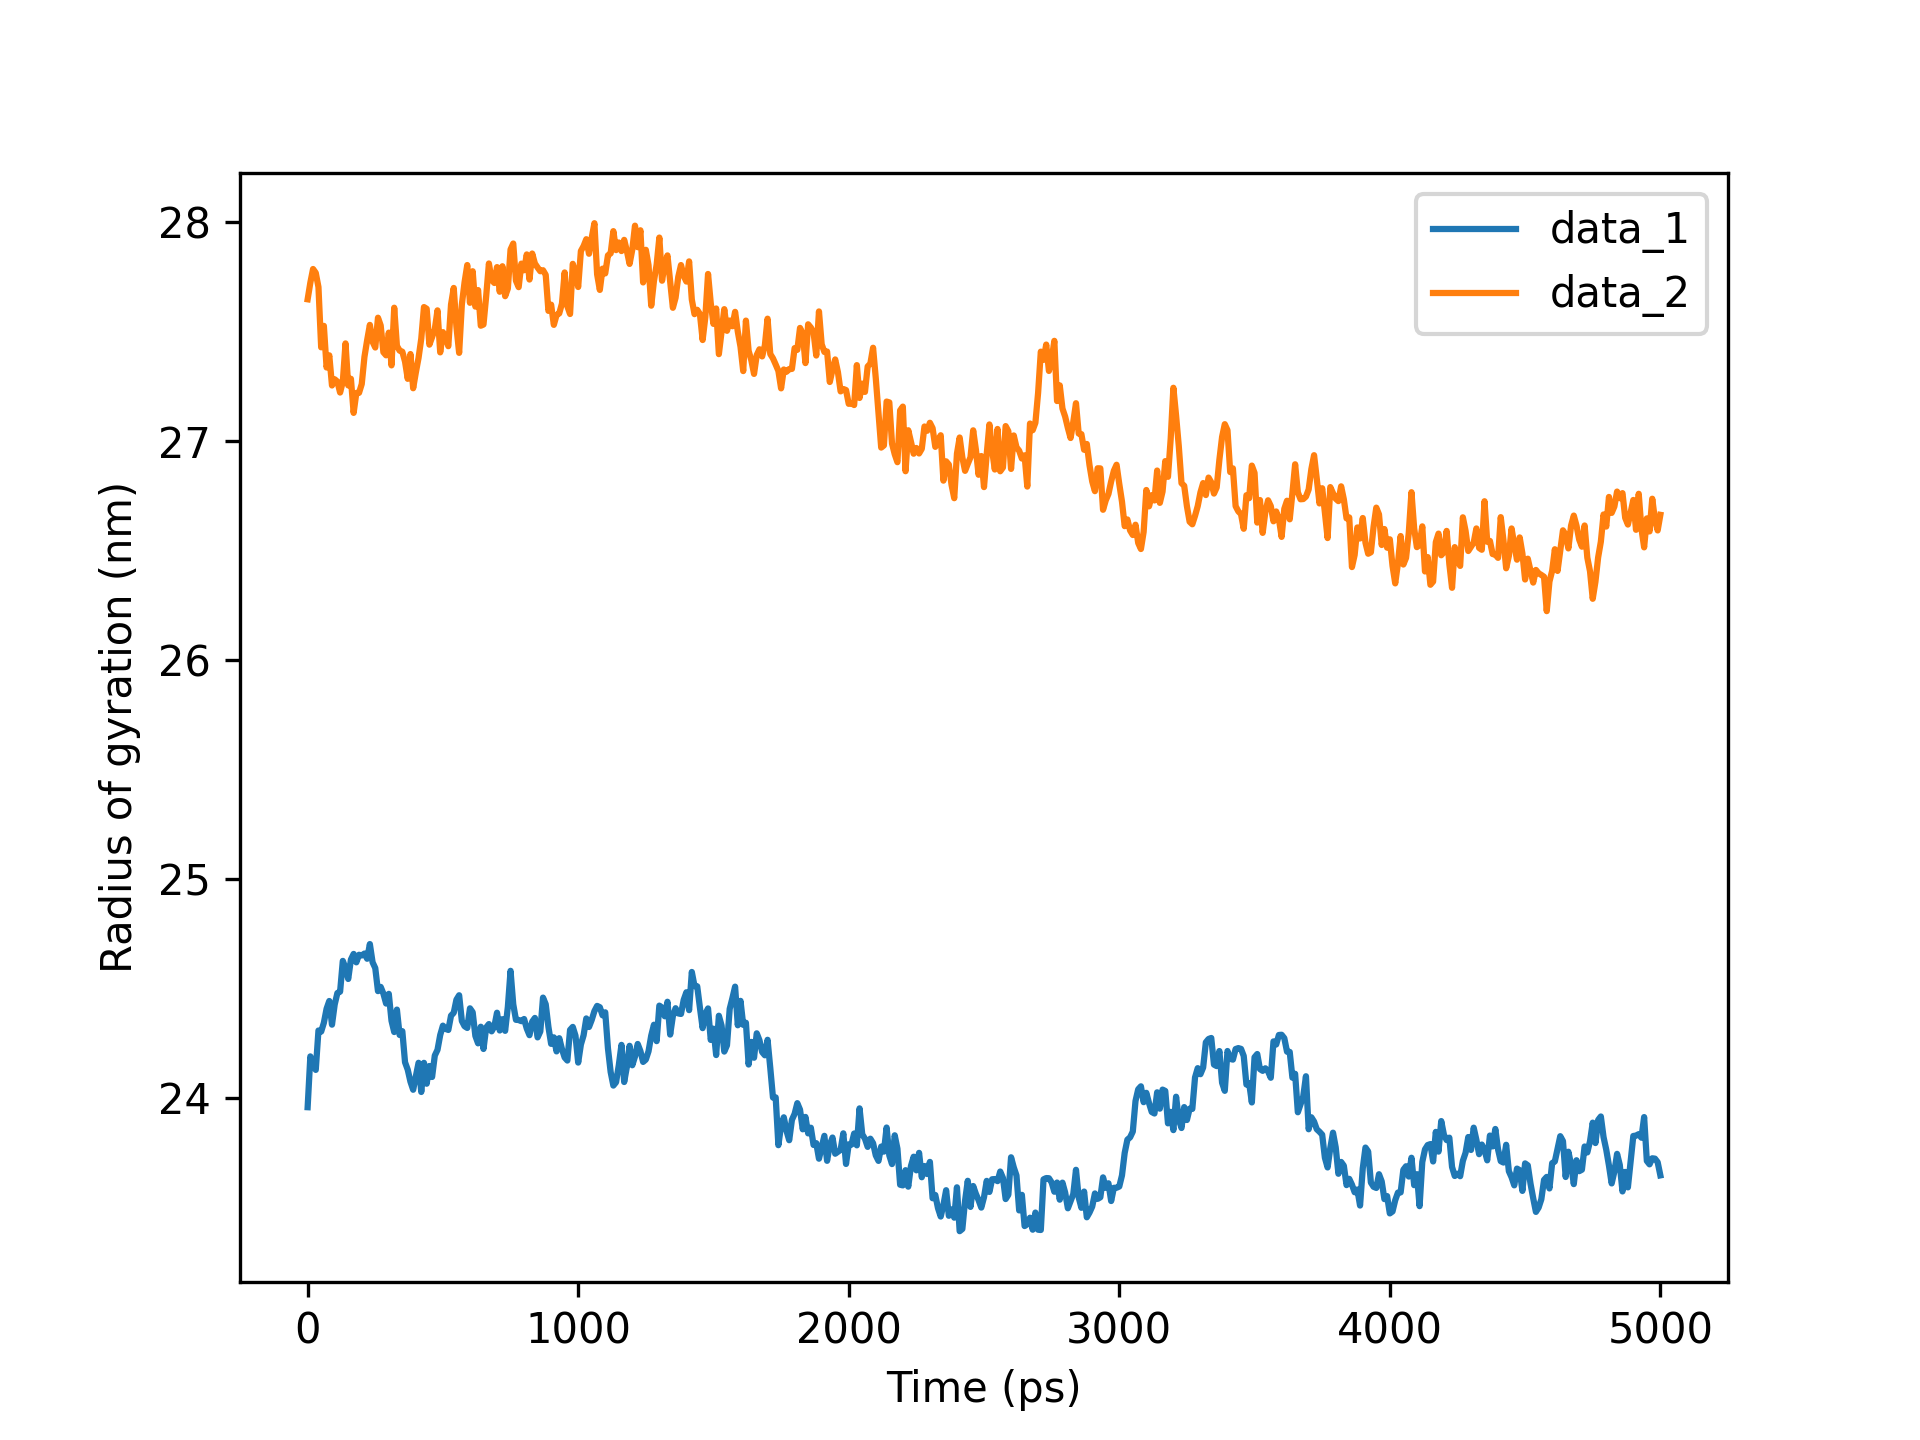 data_1
data_2
28
27
26
25
24
Radius of gyration (nm)
0 1000 2000 3000 4000 5000
Time (ps)